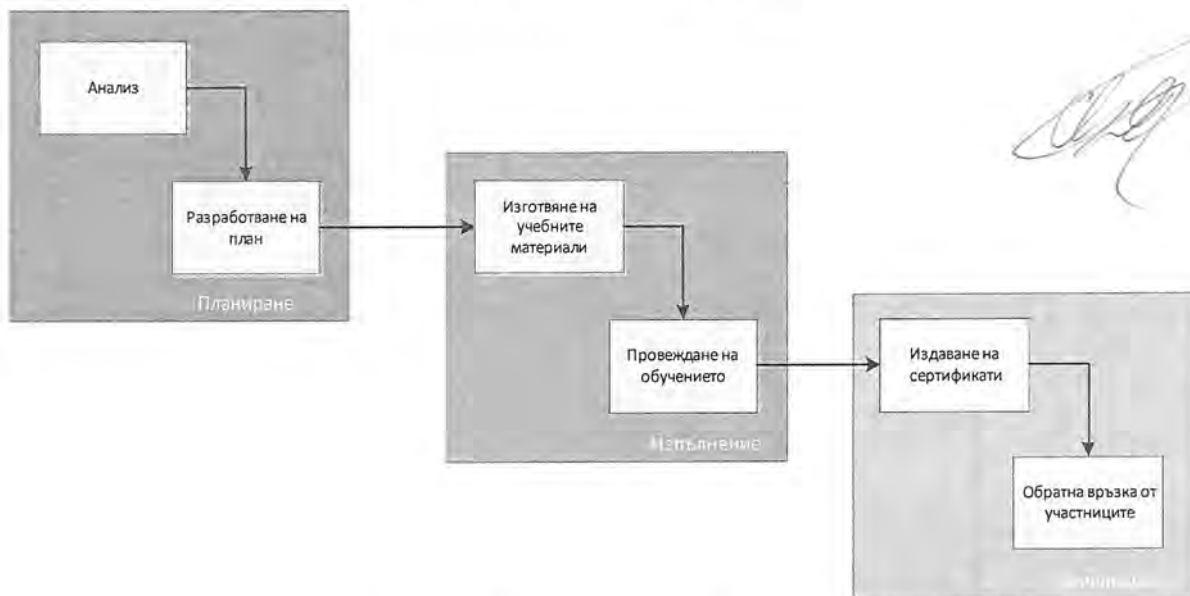 Анализ
Разработване на
план
Планиране
Изготвяне на
учебните
материали
Провеждане на
обучението
Изпълнение
Издаване на
сертификати
Обратна връзка от
участниците